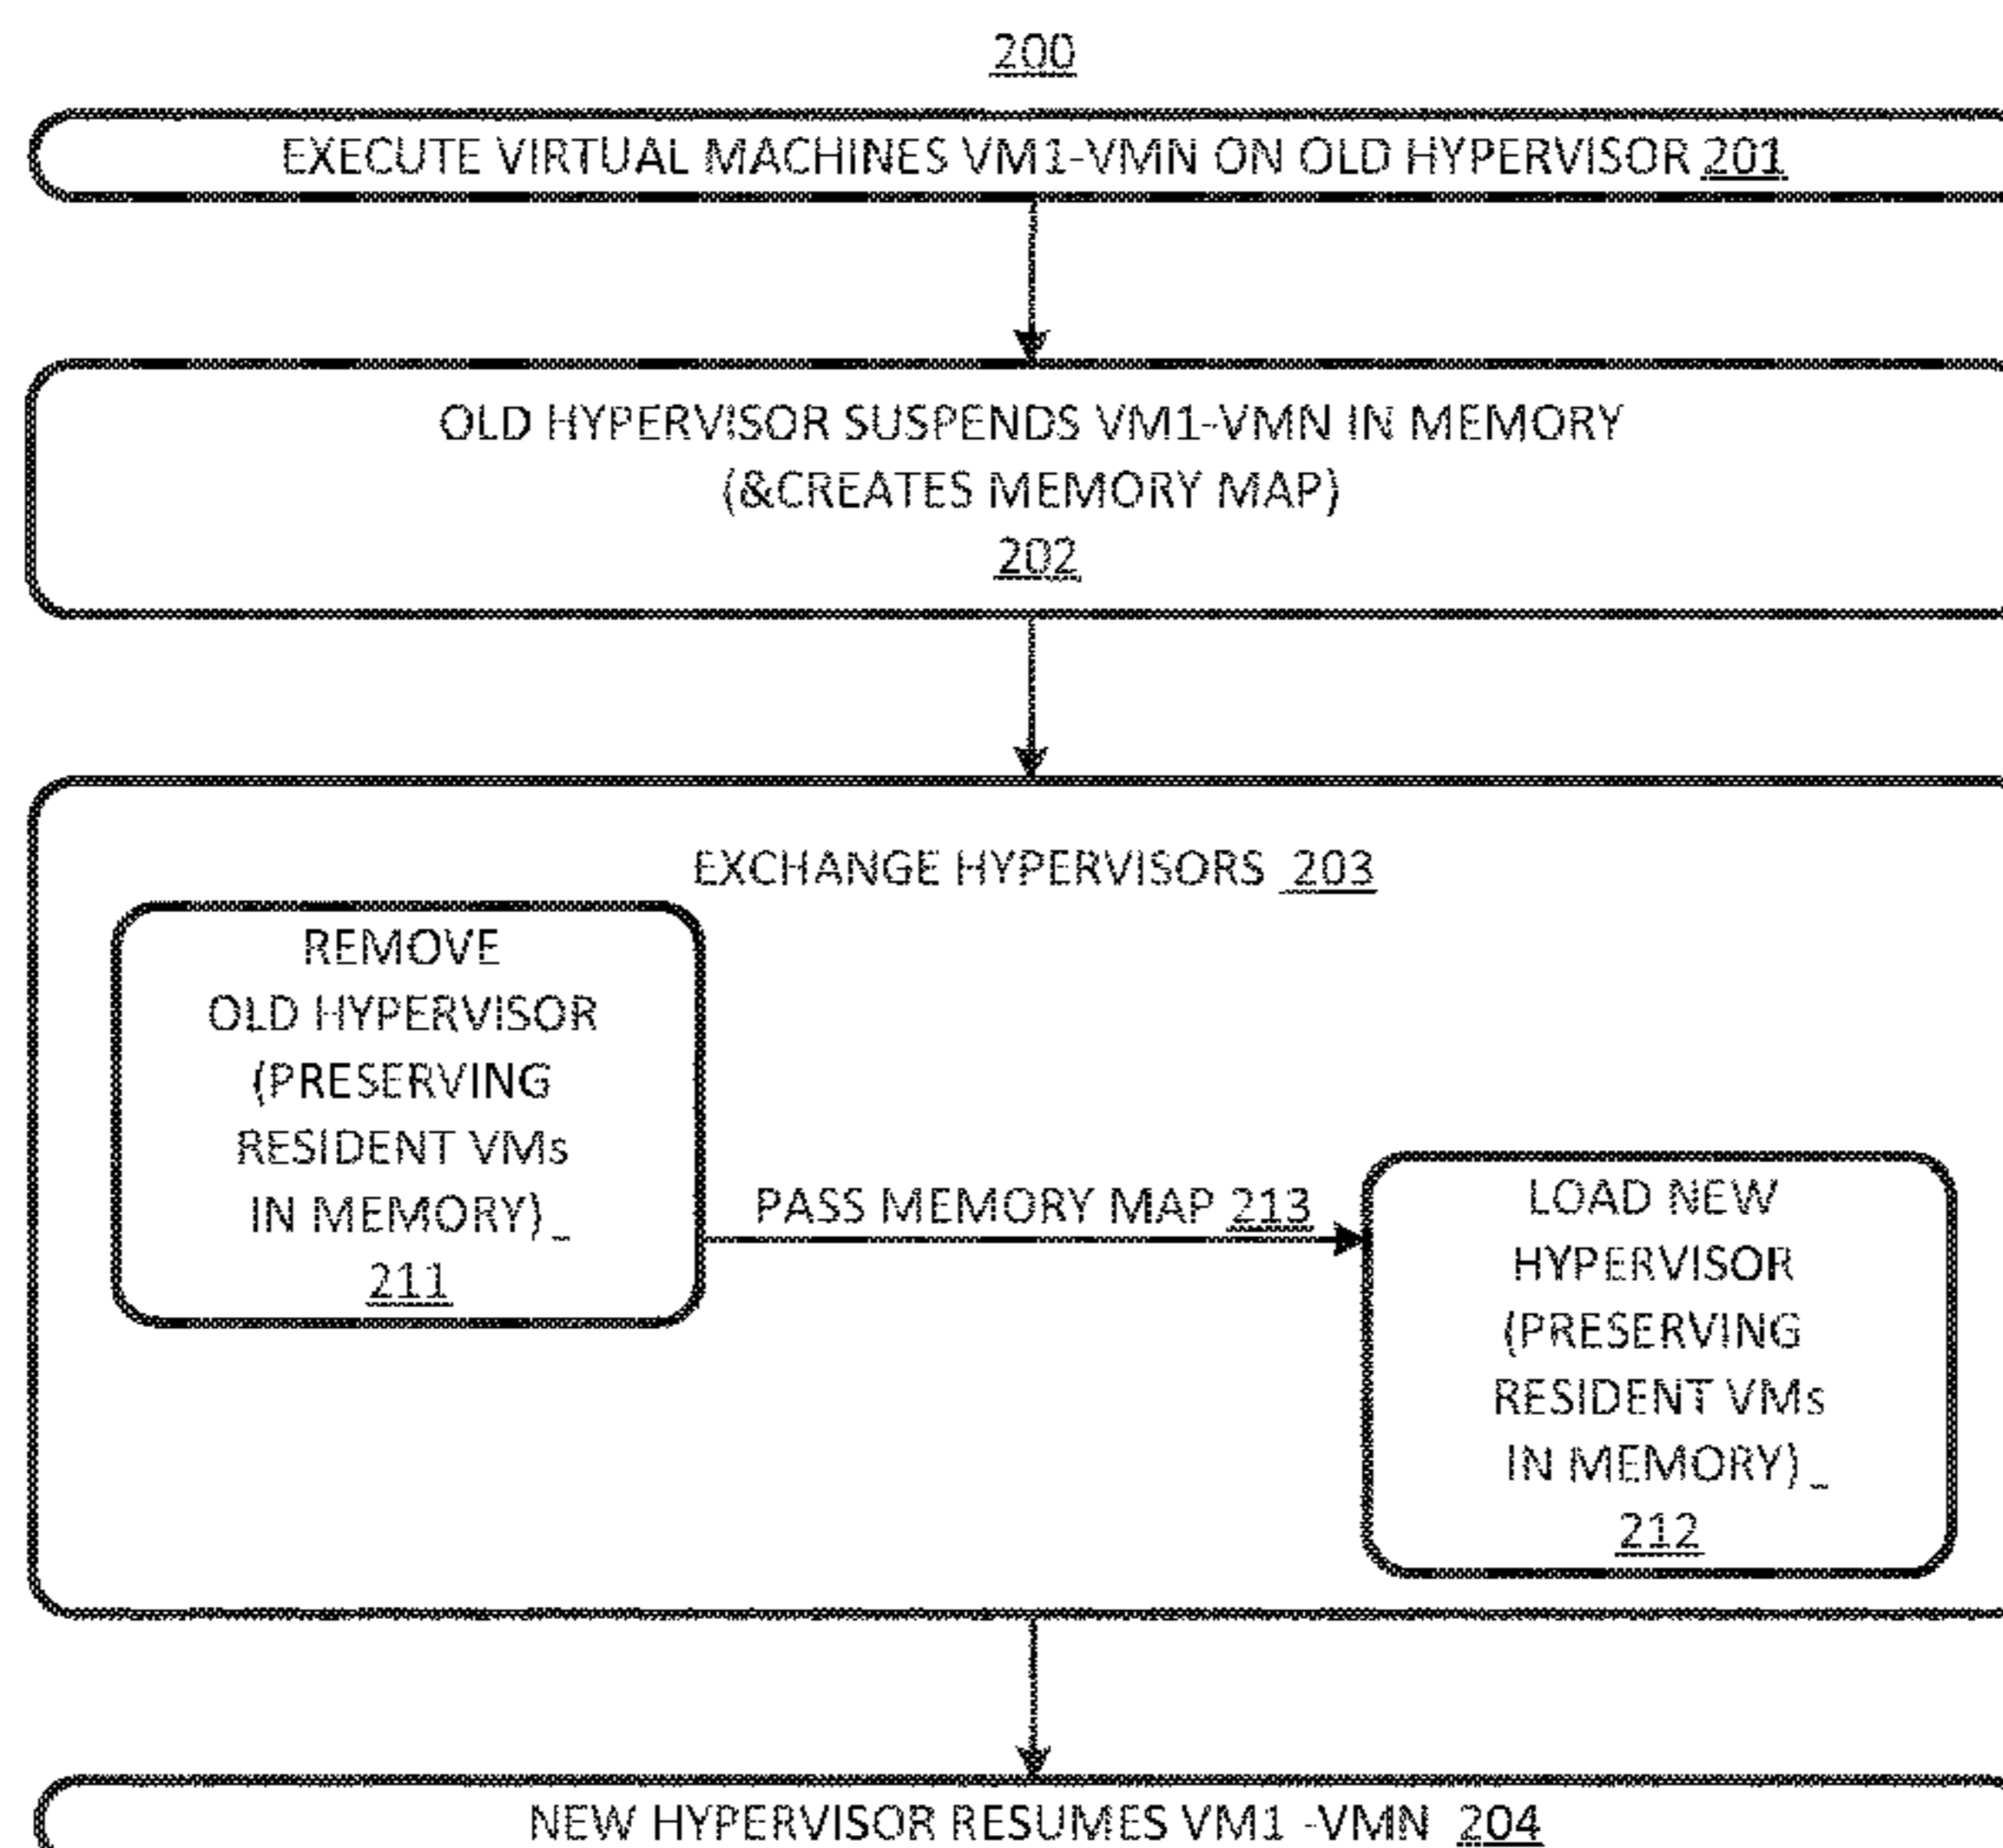 200
EXECUTE VIRTUAL MACHINES VM1-VMN ON OLD HYPERVISOR 201
OLD HYPERVISOR SUSPENDS VM1-VMN IN MEMORY
(&CREATES MEMORY MAP)
202
EXCHANGE HYPERVISORS 203
REMOVE
OLD HYPERVISOR
(PRESERVING
RESIDENT VMs
IN MEMORY)
211
PASS MEMORY MAP 213
LOAD NEW
HYPERVISOR
(PRESERVING
RESIDENT VMs
IN MEMORY)
212
NEW HYPERVISOR RESUMES VM1 -VMN 204